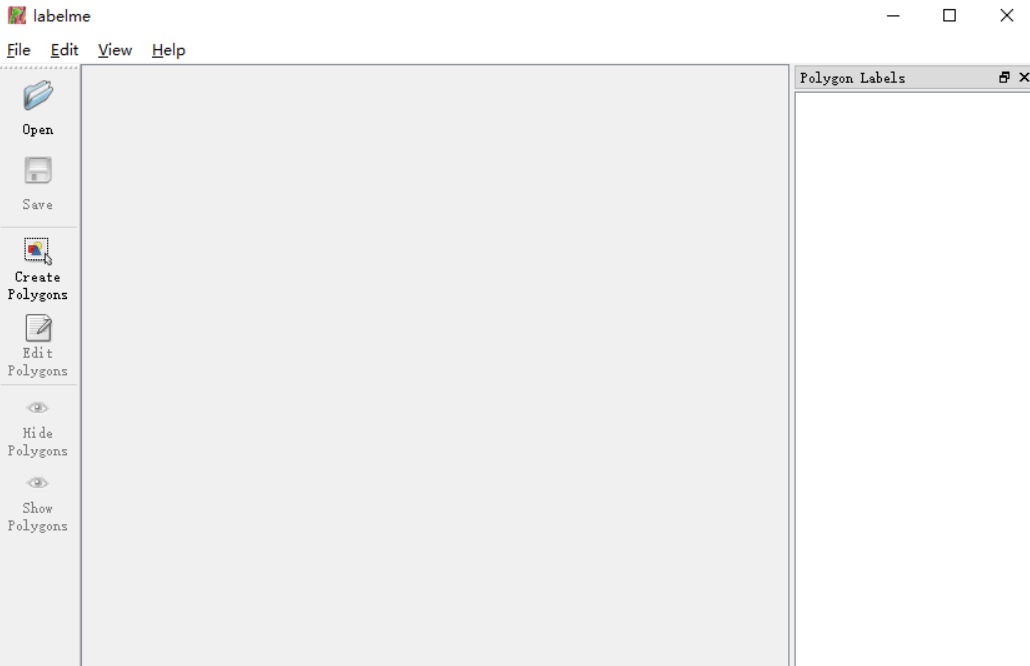 labelme
File Edit View Help
Polygon Labels
Open
Save
Create
Polygons
Edit
Polygons
Hide
Polygons
Show
Polygons